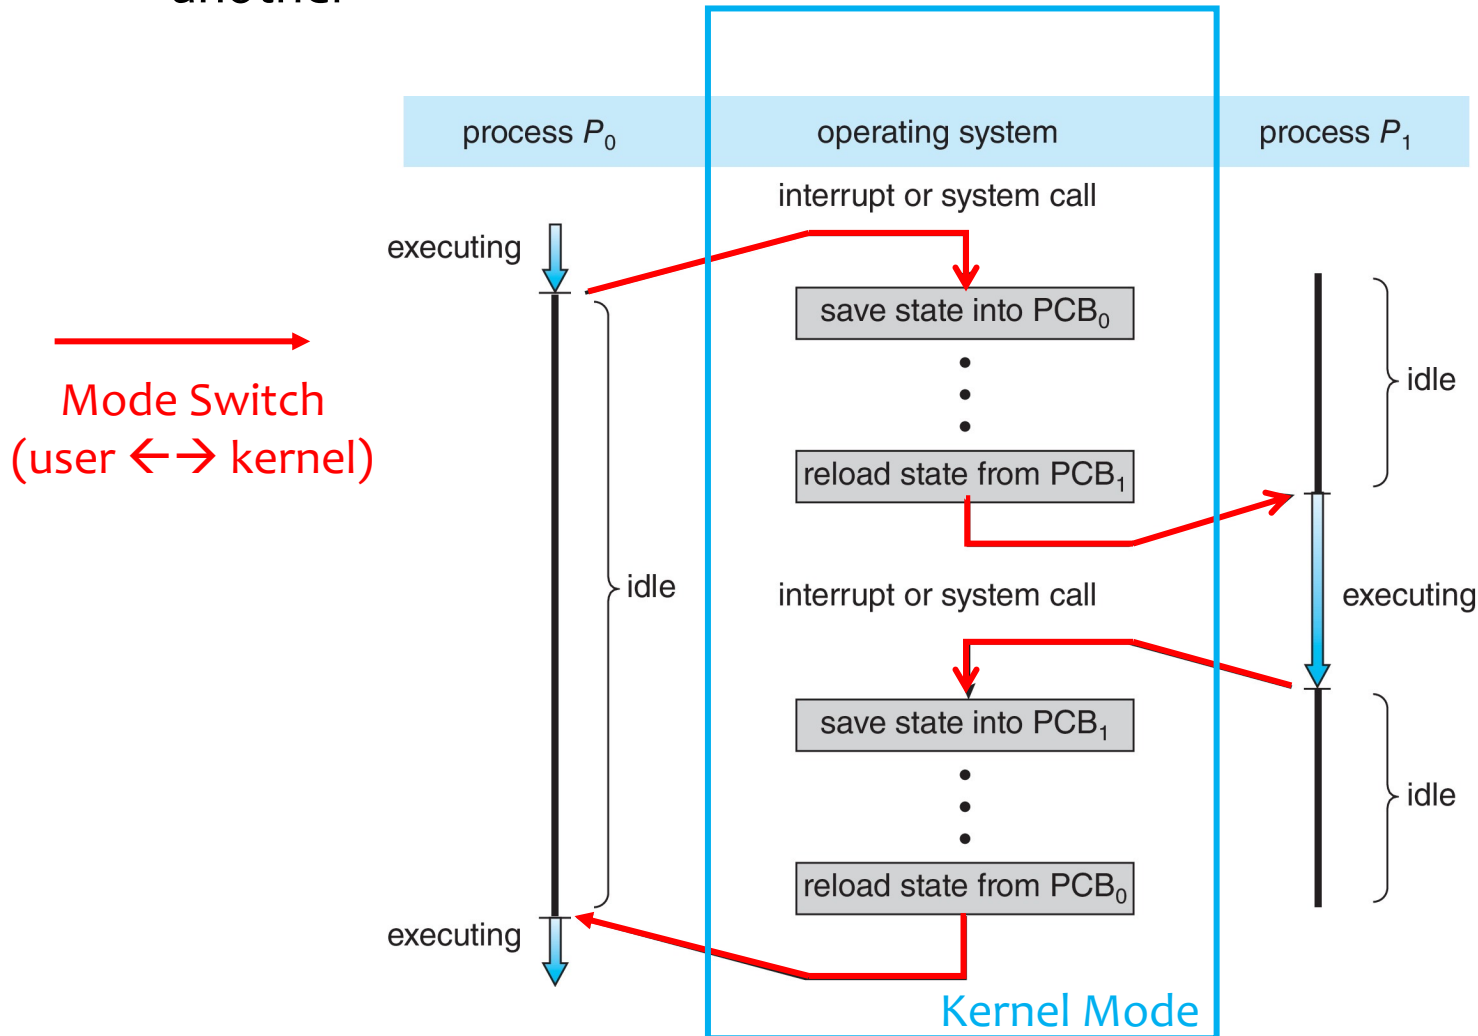 another
process P₀ operating system process P₁
interrupt or system call
executing
save state into PCB₀
idle
Mode Switch
(user ←→ kernel)
reload state from PCB₁
idle
interrupt or system call
executing
save state into PCB₁
idle
reload state from PCB₀
executing
Kernel Mode